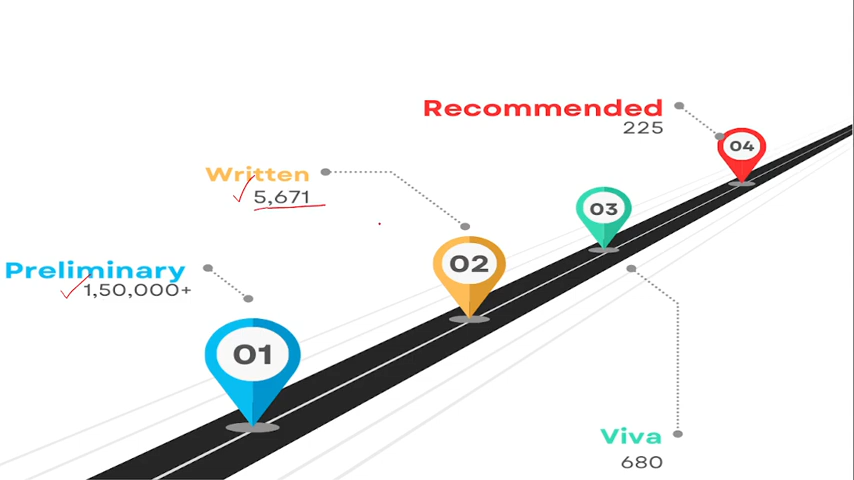 Recommended
225
04
Written
5,671
03
02
Preliminary
1,50,000+
01
Viva
680